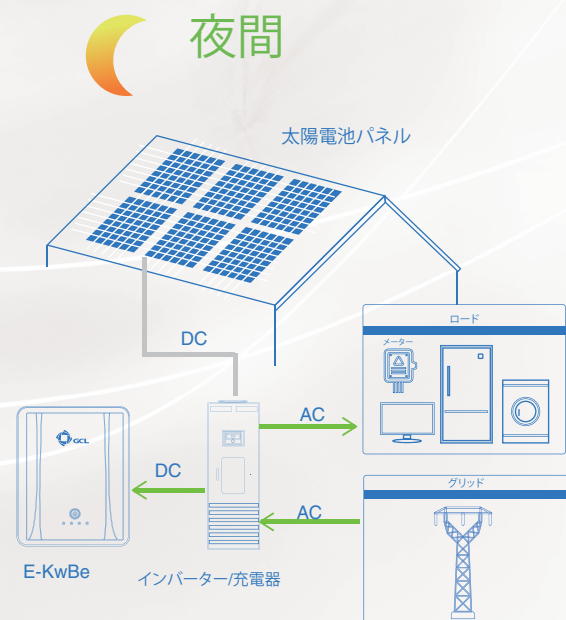 夜間
太陽電池パネル
DC
ロード
メーター
AC
GCL
DC
グリッド
AC
E-KwBe
インバーター/充電器